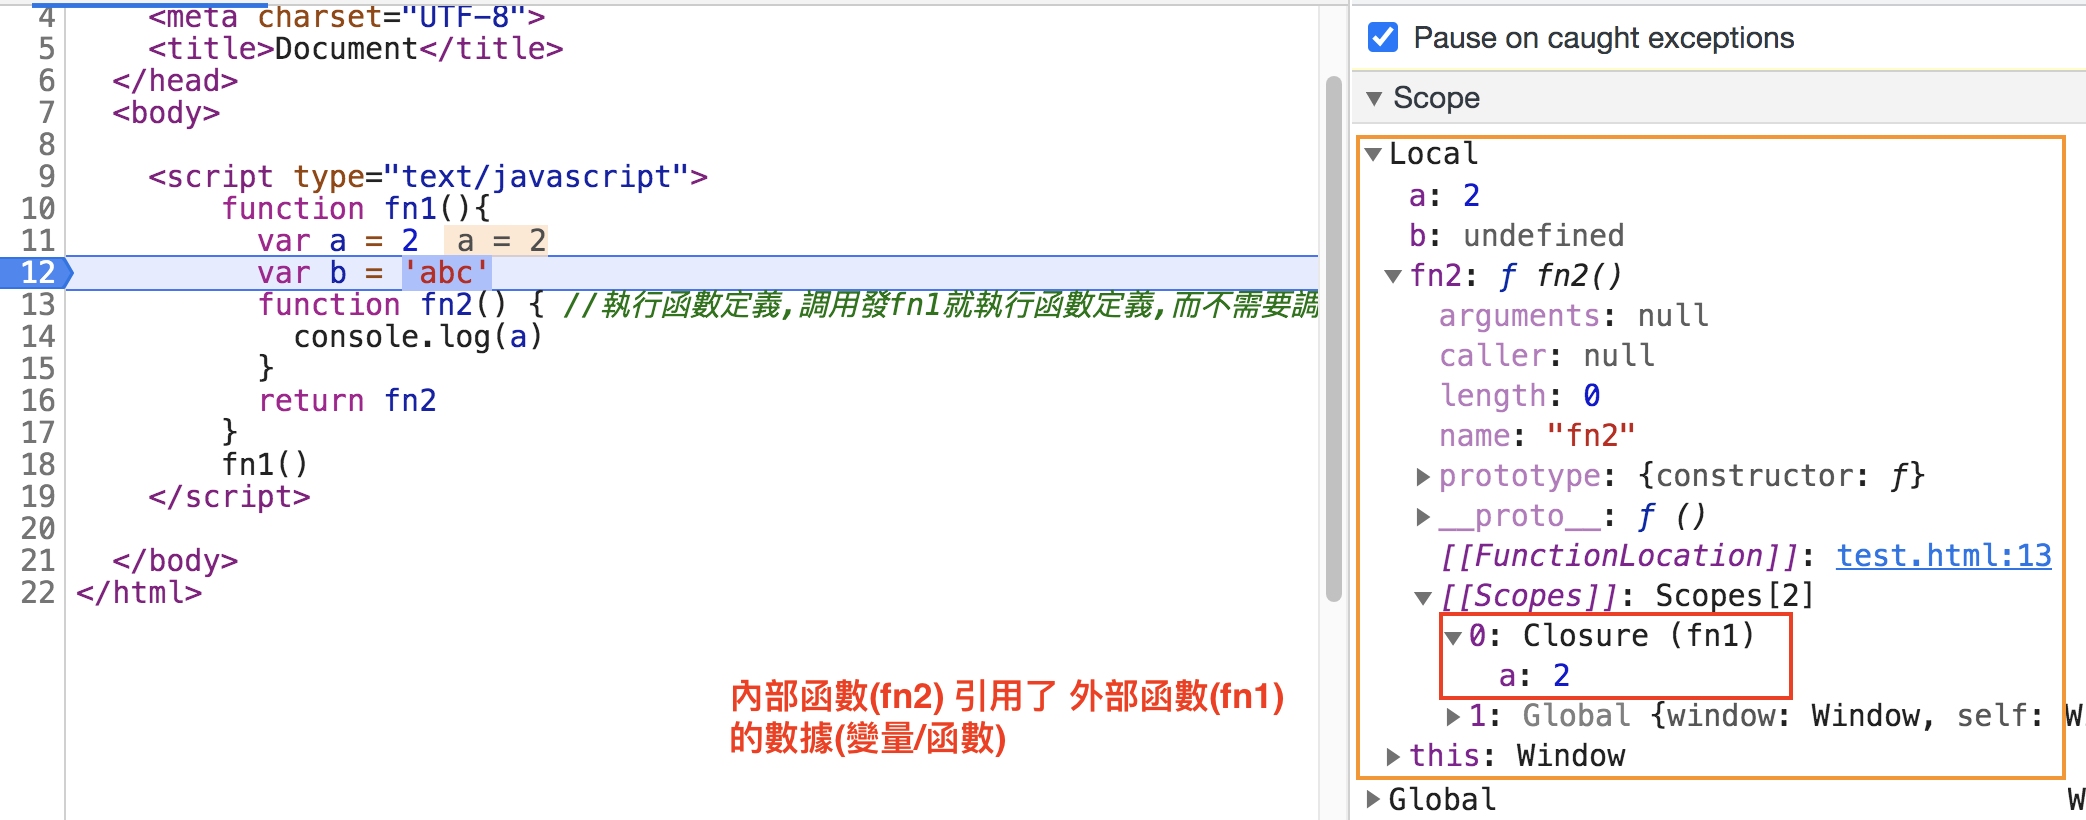 4 <meta charset="UTF-8">
5 <title>Document</title>
6 </head>
7 <body>
8
9 <script type="text/javascript">
10 function fn1(){
11 var a = 2 a = 2
12 var b = 'abc'
13 function fn2() { //執行函數定義,調用發fn1就執行函數定義,而不需要調
14 console.log(a)
15 }
16 return fn2
17 }
18 fn1()
19 </script>
20
21 </body>
22 </html>
內部函數(fn2) 引用了 外部函數(fn1)
的數據(變量/函數)
Pause on caught exceptions
▼ Scope
▼ Local
a: 2
b: undefined
▼ fn2: ƒ fn2()
arguments: null
caller: null
length: 0
name: "fn2"
▶ prototype: {constructor: ƒ}
▶ __proto__: ƒ ()
[[FunctionLocation]]: test.html:13
▼ [[Scopes]]: Scopes[2]
▼ 0: Closure (fn1)
a: 2
▶ 1: Global {window: Window, self: W
▶ this: Window
▶ Global W